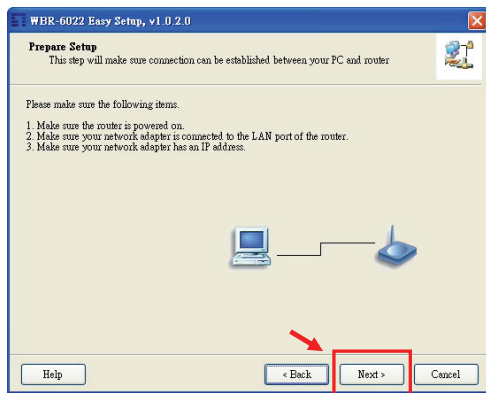 WBR-6022 Easy Setup, v1.0.2.0
Prepare Setup
This step will make sure connection can be established between your PC and router
Please make sure the following items.
1. Make sure the router is powered on.
2. Make sure your network adapter is connected to the LAN port of the router.
3. Make sure your network adapter has an IP address.
Help
< Back
Next >
Cancel